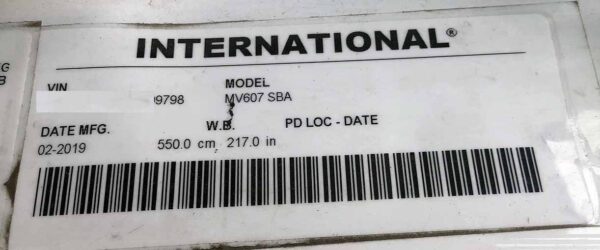 INTERNATIONAL®
NG
B
VIN MODEL
9798 MV607 SBA
DATE MFG. W.B. PD LOC - DATE
02-2019 550.0 cm 217.0 in